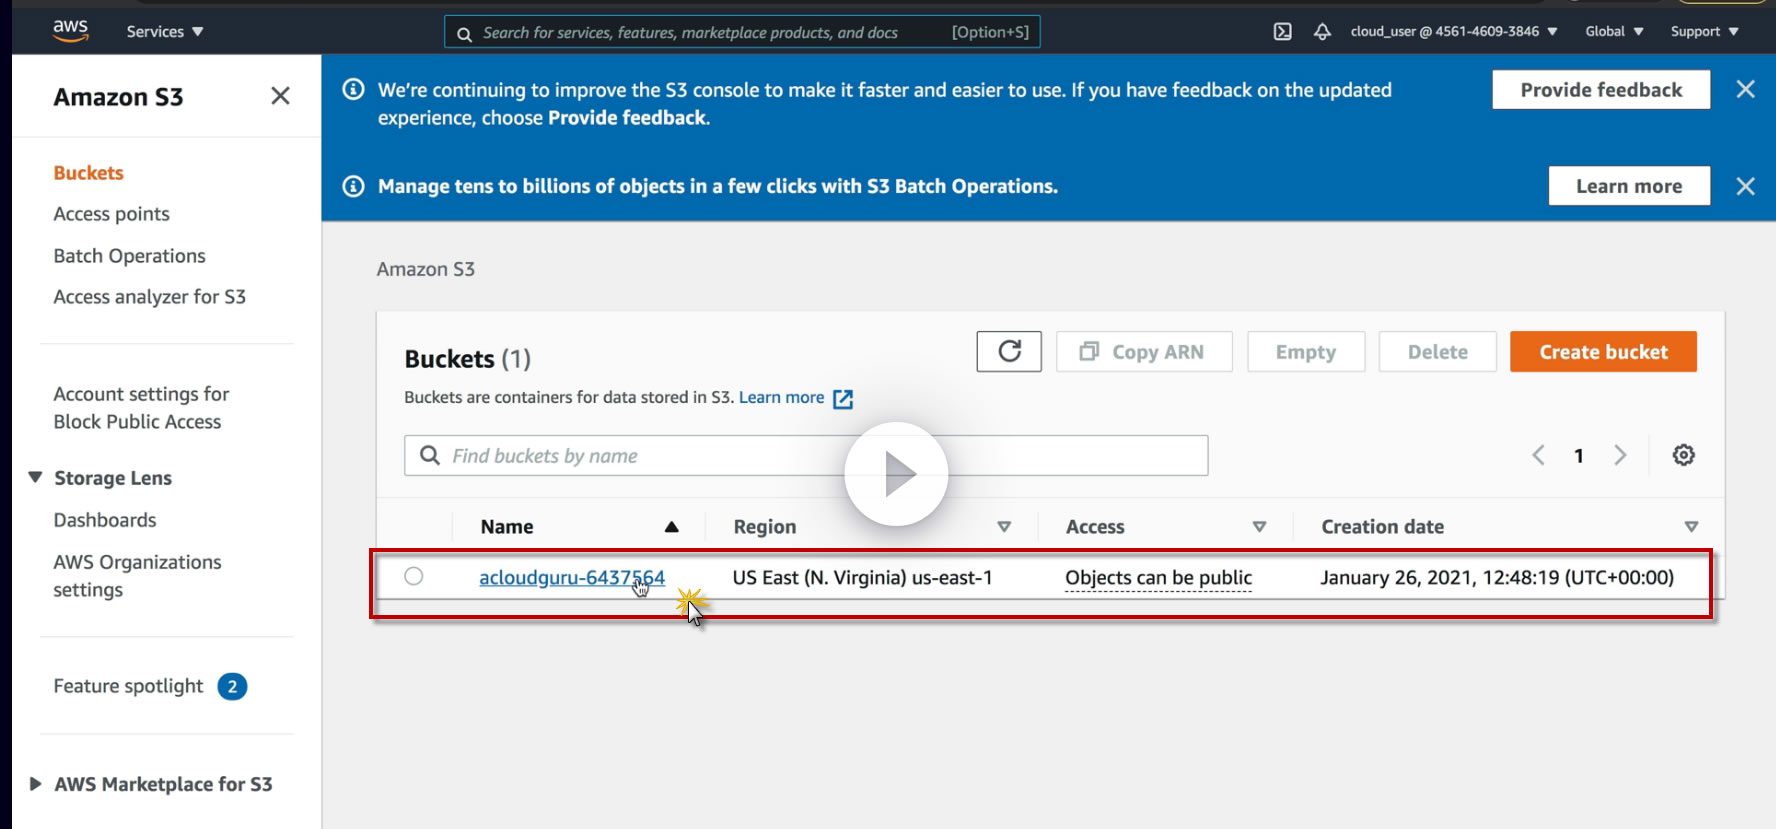 aws
Services ▼
Search for services, features, marketplace products, and docs [Option+S]
cloud_user @ 4561-4609-3846 ▼
Global ▼
Support ▼
Amazon S3
Buckets
Access points
Batch Operations
Access analyzer for S3
Account settings for
Block Public Access
Storage Lens
Dashboards
AWS Organizations
settings
Feature spotlight 2
AWS Marketplace for S3
We're continuing to improve the S3 console to make it faster and easier to use. If you have feedback on the updated
experience, choose Provide feedback.
Provide feedback
Manage tens to billions of objects in a few clicks with S3 Batch Operations.
Learn more
Amazon S3
Buckets (1)
Copy ARN
Empty
Delete
Create bucket
Buckets are containers for data stored in S3. Learn more
Find buckets by name
1
Name Region Access Creation date
acloudguru-6437564 US East (N. Virginia) us-east-1 Objects can be public January 26, 2021, 12:48:19 (UTC+00:00)